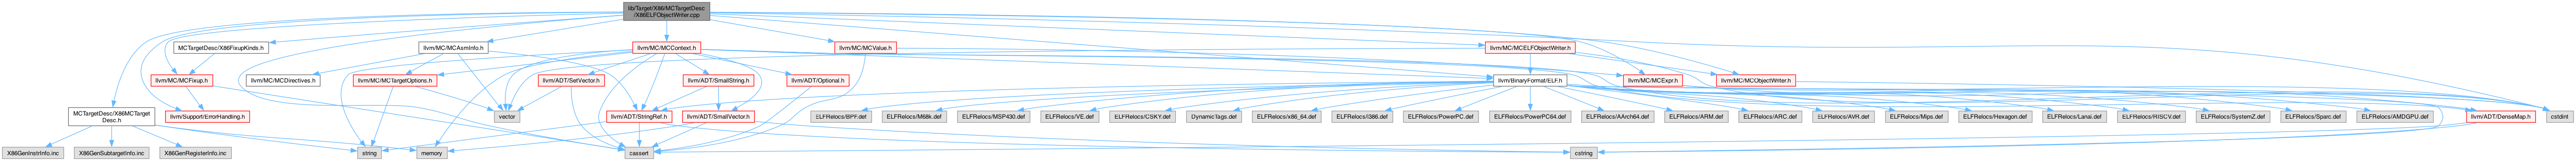 lib/Target/X86/MCTargetDesc
/X86ELFObjectWriter.cpp
MCTargetDesc/X86FixupKinds.h
llvm/MC/MCAsmInfo.h
llvm/MC/MCContext.h
llvm/MC/MCValue.h
llvm/MC/MCELFObjectWriter.h
llvm/MC/MCFixup.h
llvm/MC/MCDirectives.h
llvm/MC/MCTargetOptions.h
llvm/ADT/SetVector.h
llvm/ADT/SmallString.h
llvm/ADT/Optional.h
llvm/BinaryFormat/ELF.h
llvm/MC/MCExpr.h
llvm/MC/MCObjectWriter.h
MCTargetDesc/X86MCTarget
Desc.h
llvm/Support/ErrorHandling.h
vector
llvm/ADT/StringRef.h
llvm/ADT/SmallVector.h
ELFRelocs/BPF.def
ELFRelocs/M68k.def
ELFRelocs/MSP430.def
ELFRelocs/VE.def
ELFRelocs/CSKY.def
DynamicTags.def
ELFRelocs/x86_64.def
ELFRelocs/i386.def
ELFRelocs/PowerPC.def
ELFRelocs/PowerPC64.def
ELFRelocs/AArch64.def
ELFRelocs/ARM.def
ELFRelocs/ARC.def
ELFRelocs/AVR.def
ELFRelocs/Mips.def
ELFRelocs/Hexagon.def
ELFRelocs/Lanai.def
ELFRelocs/RISCV.def
ELFRelocs/SystemZ.def
ELFRelocs/Sparc.def
ELFRelocs/AMDGPU.def
llvm/ADT/DenseMap.h
cstdint
X86GenInstrInfo.inc
X86GenSubtargetInfo.inc
X86GenRegisterInfo.inc
string
memory
cassert
cstring